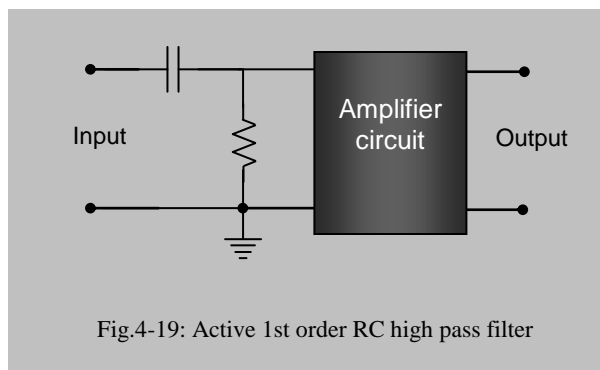 Amplifier
circuit
Input
Output
Fig.4-19: Active 1st order RC high pass filter